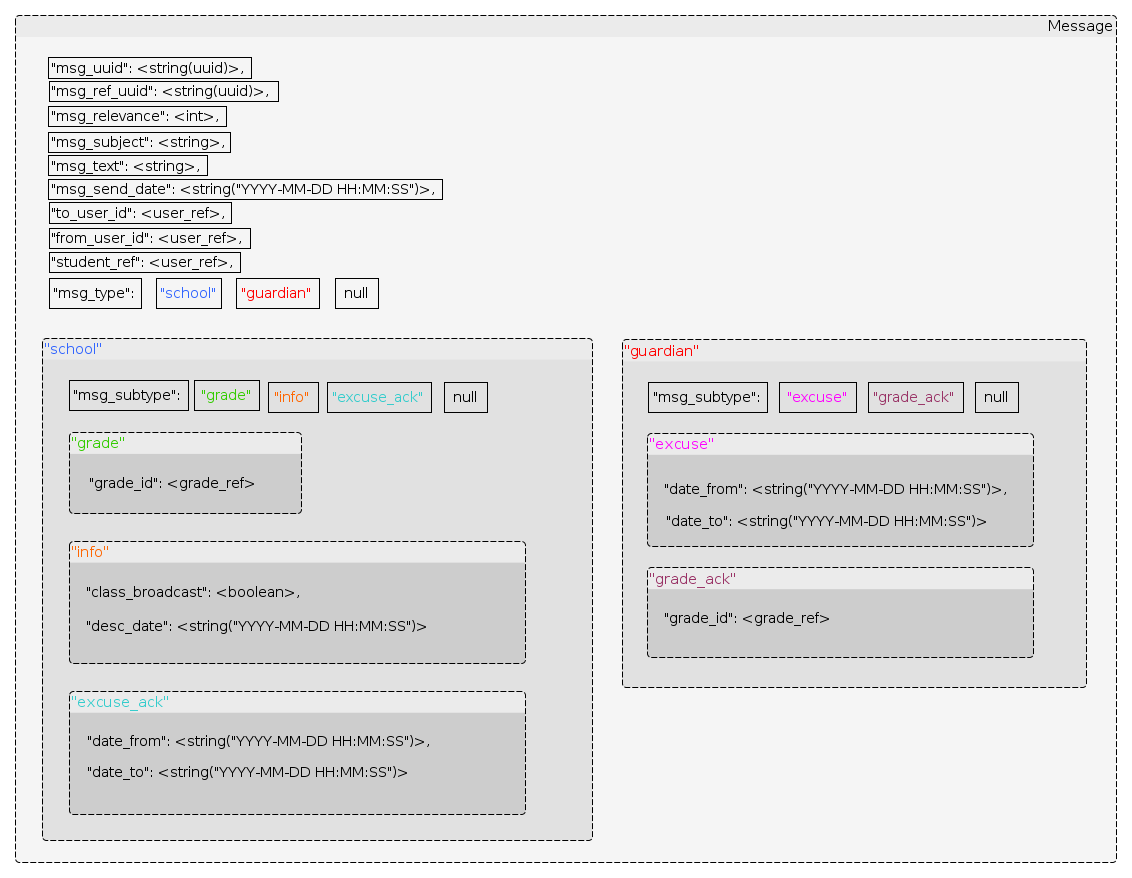 Message
"msg_uuid": <string(uuid)>,
"msg_ref_uuid": <string(uuid)>,
"msg_relevance": <int>,
"msg_subject": <string>,
"msg_text": <string>,
"msg_send_date": <string("YYYY-MM-DD HH:MM:SS")>,
"to_user_id": <user_ref>,
"from_user_id": <user_ref>,
"student_ref": <user_ref>,
"msg_type": "school" "guardian" null
"school"
"msg_subtype": "grade" "info" "excuse_ack" null
"grade"
"grade_id": <grade_ref>
"info"
"class_broadcast": <boolean>,
"desc_date": <string("YYYY-MM-DD HH:MM:SS")>
"excuse_ack"
"date_from": <string("YYYY-MM-DD HH:MM:SS")>,
"date_to": <string("YYYY-MM-DD HH:MM:SS")>
"guardian"
"msg_subtype": "excuse" "grade_ack" null
"excuse"
"date_from": <string("YYYY-MM-DD HH:MM:SS")>,
"date_to": <string("YYYY-MM-DD HH:MM:SS")>
"grade_ack"
"grade_id": <grade_ref>